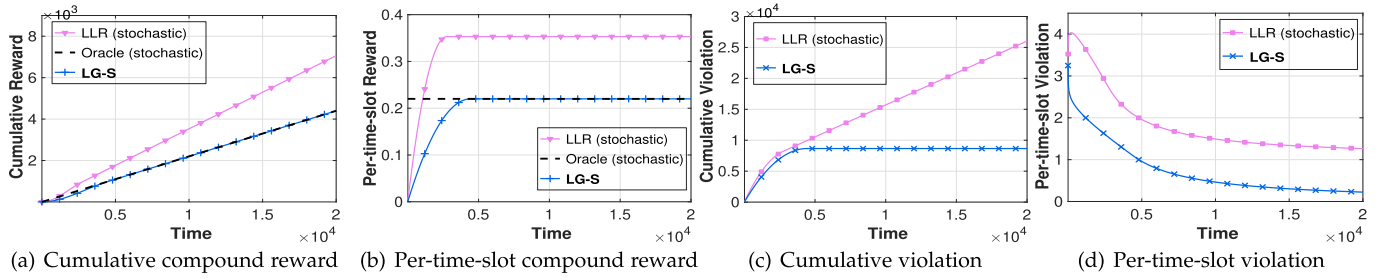 ×10³
8
6
4
2
Cumulative Reward
LLR (stochastic)
Oracle (stochastic)
LG-S
0.5
1
1.5
2
Time
×10⁴
(a) Cumulative compound reward
0.4
0.3
0.2
0.1
0
Per-time-slot Reward
LLR (stochastic)
Oracle (stochastic)
LG-S
0
0.5
1
1.5
2
Time
×10⁴
(b) Per-time-slot compound reward
×10⁴
3
2.5
2
1.5
1
0.5
0
Cumulative Violation
LLR (stochastic)
LG-S
0
0.5
1
1.5
2
Time
×10⁴
(c) Cumulative violation
4
3
2
1
0
Per-time-slot Violation
LLR (stochastic)
LG-S
0
0.5
1
1.5
2
Time
×10⁴
(d) Per-time-slot violation